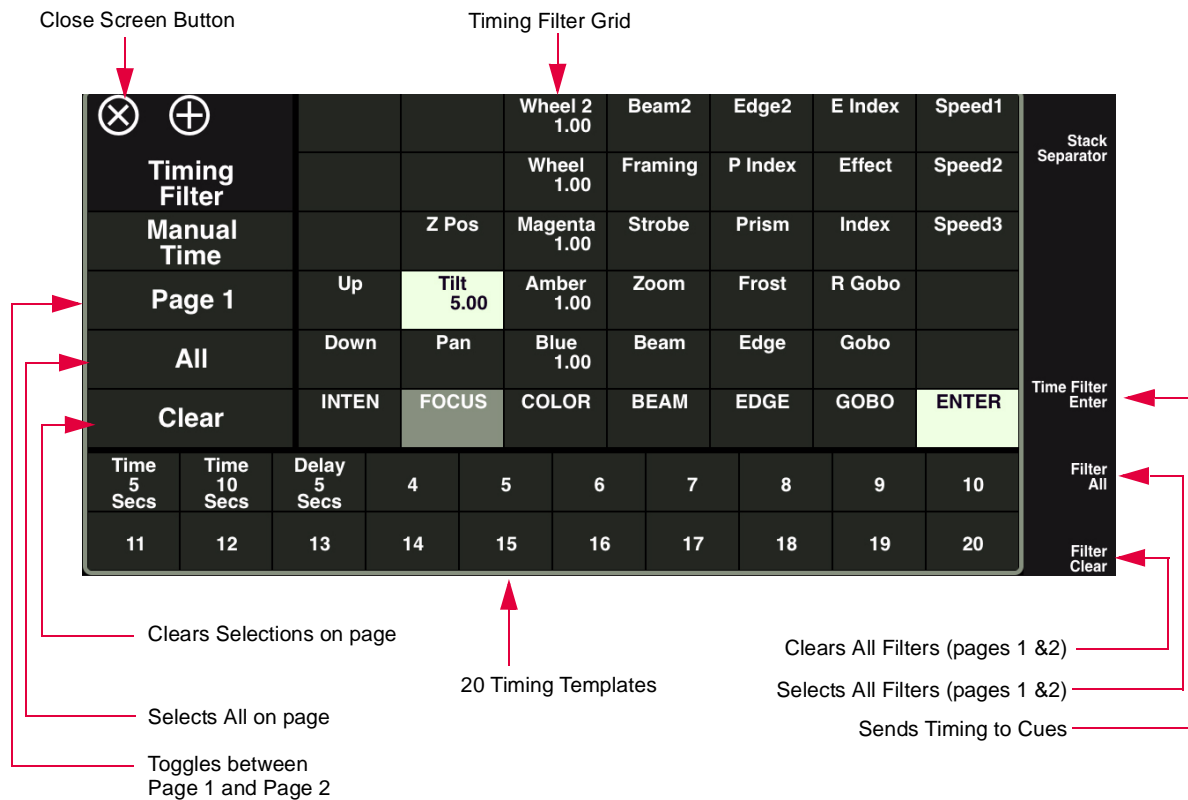 Close Screen Button
Timing Filter Grid
Timing
Filter
Manual
Time
Page 1
All
Clear
Wheel 2
1.00
Beam2
Edge2
E Index
Speed1
Wheel
1.00
Framing
P Index
Effect
Speed2
Z Pos
Magenta
1.00
Strobe
Prism
Index
Speed3
Up
Tilt
5.00
Amber
1.00
Zoom
Frost
R Gobo
Down
Pan
Blue
1.00
Beam
Edge
Gobo
INTEN
FOCUS
COLOR
BEAM
EDGE
GOBO
ENTER
Time
5
Secs
Time
10
Secs
Delay
5
Secs
4
5
6
7
8
9
10
11
12
13
14
15
16
17
18
19
20
Stack
Separator
Time Filter
Enter
Filter
All
Filter
Clear
Clears Selections on page
Selects All on page
Toggles between
Page 1 and Page 2
20 Timing Templates
Clears All Filters (pages 1 &2)
Selects All Filters (pages 1 &2)
Sends Timing to Cues